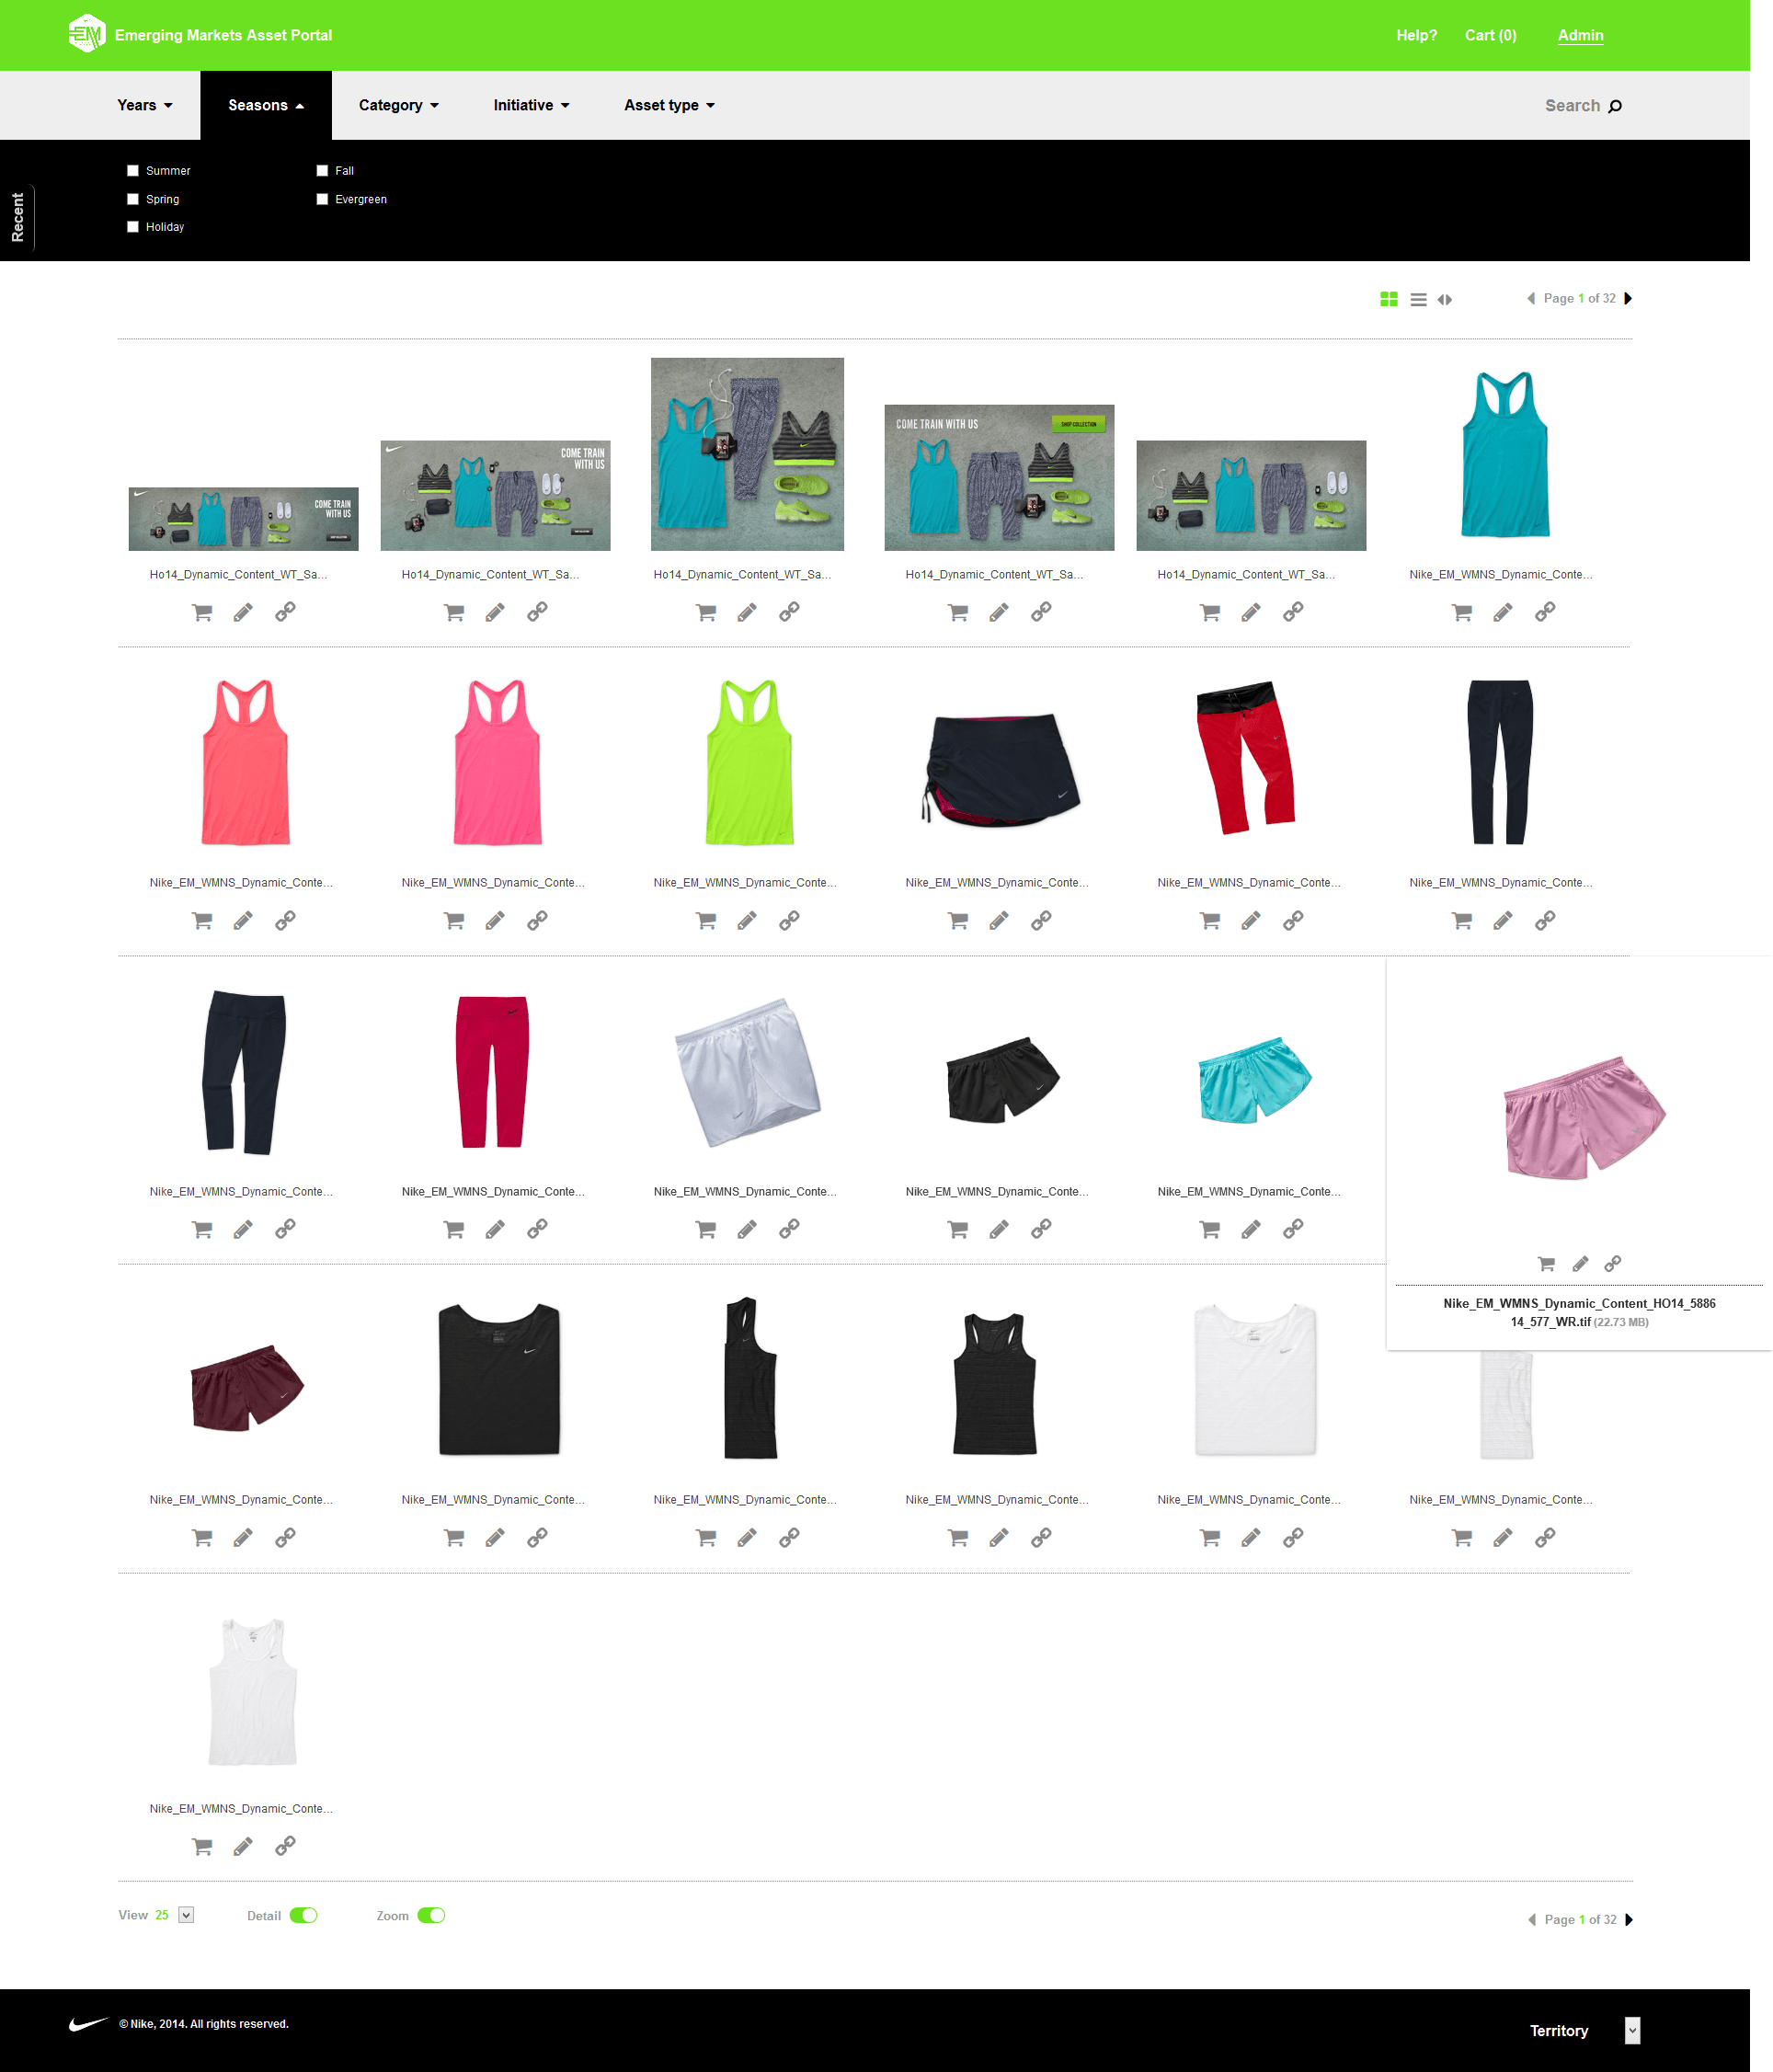 EM Emerging Markets Asset Portal
Help? Cart (0) Admin
Years Seasons Category Initiative Asset type Search
Recent
Summer Fall
Spring Evergreen
Holiday
Page 1 of 32
COME TRAIN WITH US
SHOP COLLECTION
COME TRAIN
WITH US
COME TRAIN
WITH US
Ho14_Dynamic_Content_WT_Sa... Ho14_Dynamic_Content_WT_Sa... Ho14_Dynamic_Content_WT_Sa... Ho14_Dynamic_Content_WT_Sa... Ho14_Dynamic_Content_WT_Sa... Nike_EM_WMNS_Dynamic_Conte...
Nike_EM_WMNS_Dynamic_Conte... Nike_EM_WMNS_Dynamic_Conte... Nike_EM_WMNS_Dynamic_Conte... Nike_EM_WMNS_Dynamic_Conte... Nike_EM_WMNS_Dynamic_Conte... Nike_EM_WMNS_Dynamic_Conte...
Nike_EM_WMNS_Dynamic_Conte... Nike_EM_WMNS_Dynamic_Conte... Nike_EM_WMNS_Dynamic_Conte... Nike_EM_WMNS_Dynamic_Conte... Nike_EM_WMNS_Dynamic_Conte...
Nike_EM_WMNS_Dynamic_Content_HO14_5886
14_577_WR.tif (22.73 MB)
Nike_EM_WMNS_Dynamic_Conte... Nike_EM_WMNS_Dynamic_Conte... Nike_EM_WMNS_Dynamic_Conte... Nike_EM_WMNS_Dynamic_Conte... Nike_EM_WMNS_Dynamic_Conte... Nike_EM_WMNS_Dynamic_Conte...
Nike_EM_WMNS_Dynamic_Conte...
View 25 Detail Zoom Page 1 of 32
© Nike, 2014. All rights reserved.
Territory